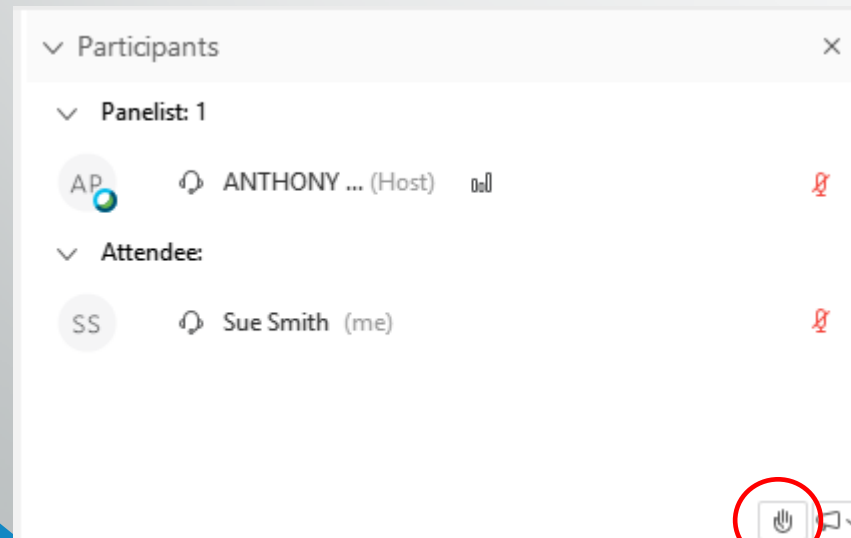 Participants
Panelist: 1
AP ANTHONY ... (Host)
Attendee:
SS Sue Smith (me)